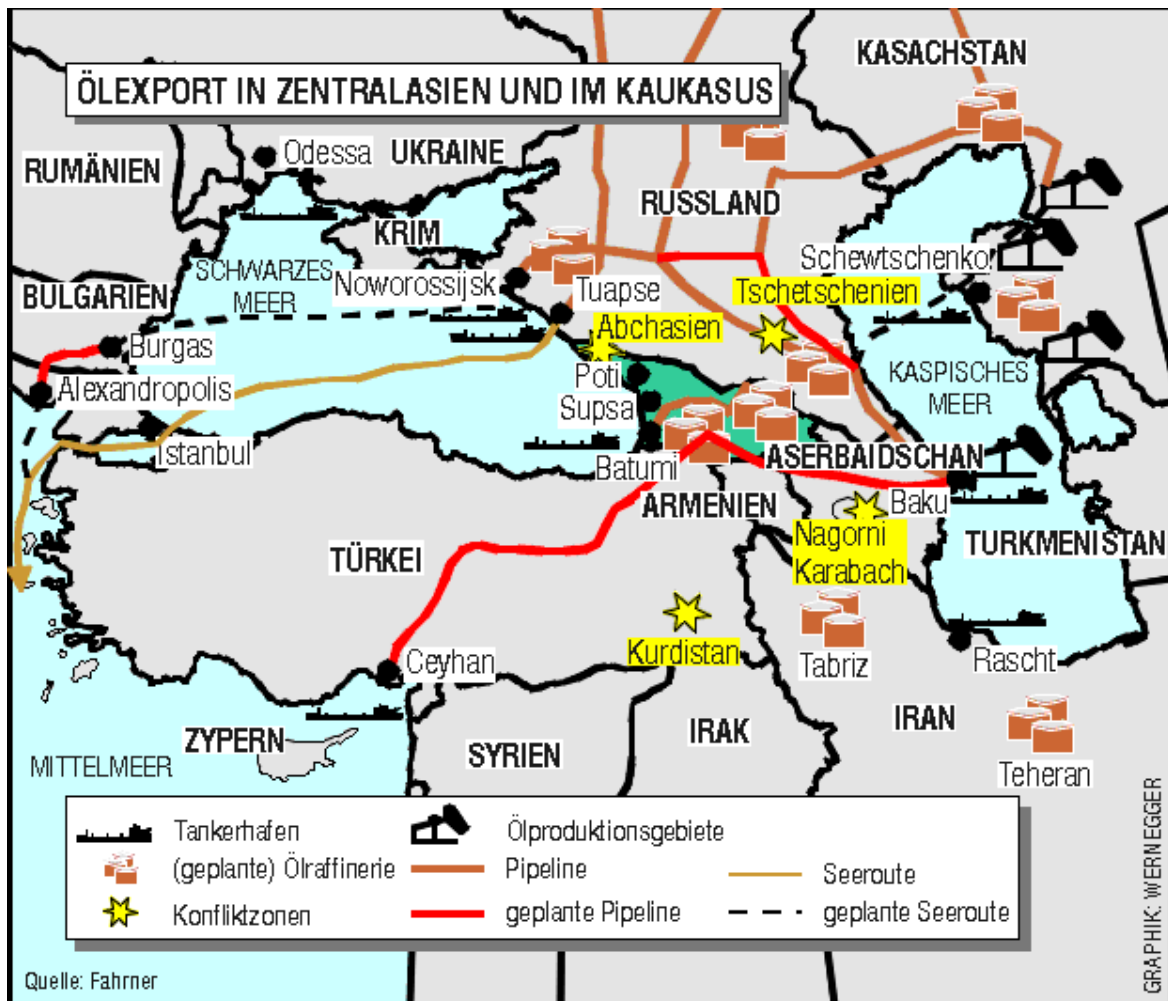 KASACHSTAN
ÖLEXPORT IN ZENTRALASIEN UND IM KAUKASUS
Odessa
UKRAINE
RUMÄNIEN
RUSSLAND
KRIM
SCHWARZES
MEER
Schewtschenko
Noworossijsk
Tuapse
Tschetschenien
BULGARIEN
Abchasien
Burgas
Poti
KASPISCHES
MEER
Alexandropolis
Supsa
Istanbul
Batumi
ASERBAIDSCHAN
ARMENIEN
Baku
TÜRKEI
Nagorni
Karabach
TURKMENISTAN
Kurdistan
Tabriz
Rascht
Ceyhan
ZYPERN
SYRIEN
IRAK
IRAN
MITTELMEER
Teheran
Tankerhafen
Ölproduktionsgebiete
(geplante) Ölraffinerie
Pipeline
Seeroute
Konfliktzonen
geplante Pipeline
geplante Seeroute
Quelle: Fahrner
GRAPHIK: WERNEGGER